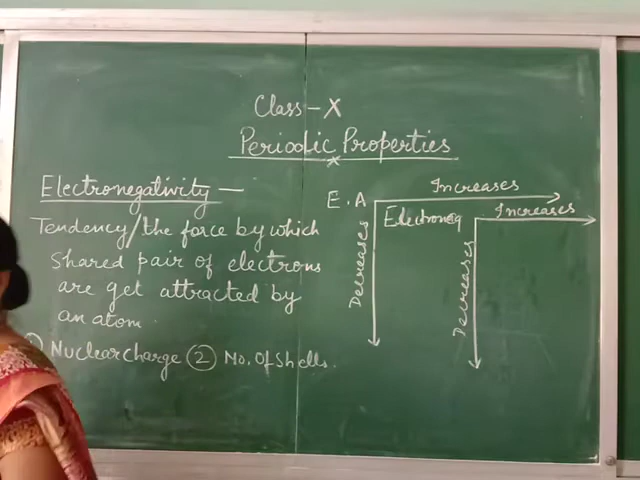 Class - X
Periodic Properties
Electronegativity —
Tendency/the force by which
shared pair of electrons
are get attracted by
an atom.
① Nuclear charge ② No. Of Shells.
E.A
Increases
Decreases
Electroneg
Increases
Decreases